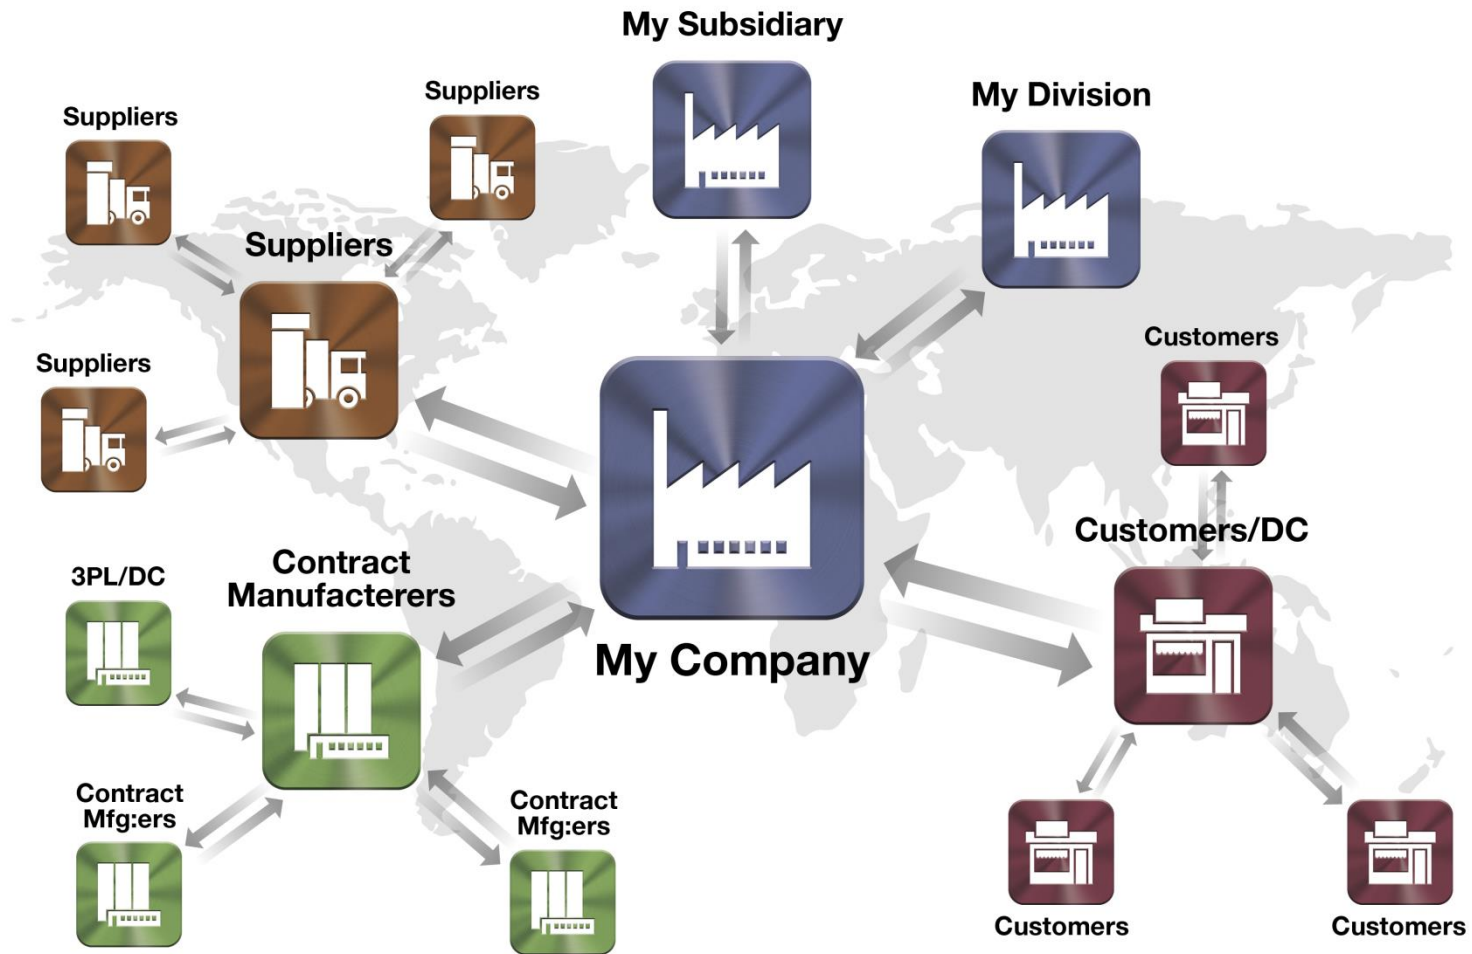 My Subsidiary
Suppliers
My Division
Suppliers
Suppliers
Customers
Suppliers
Customers/DC
Contract
Manufacterers
3PL/DC
My Company
Contract
Mfg:ers
Contract
Mfg:ers
Customers
Customers